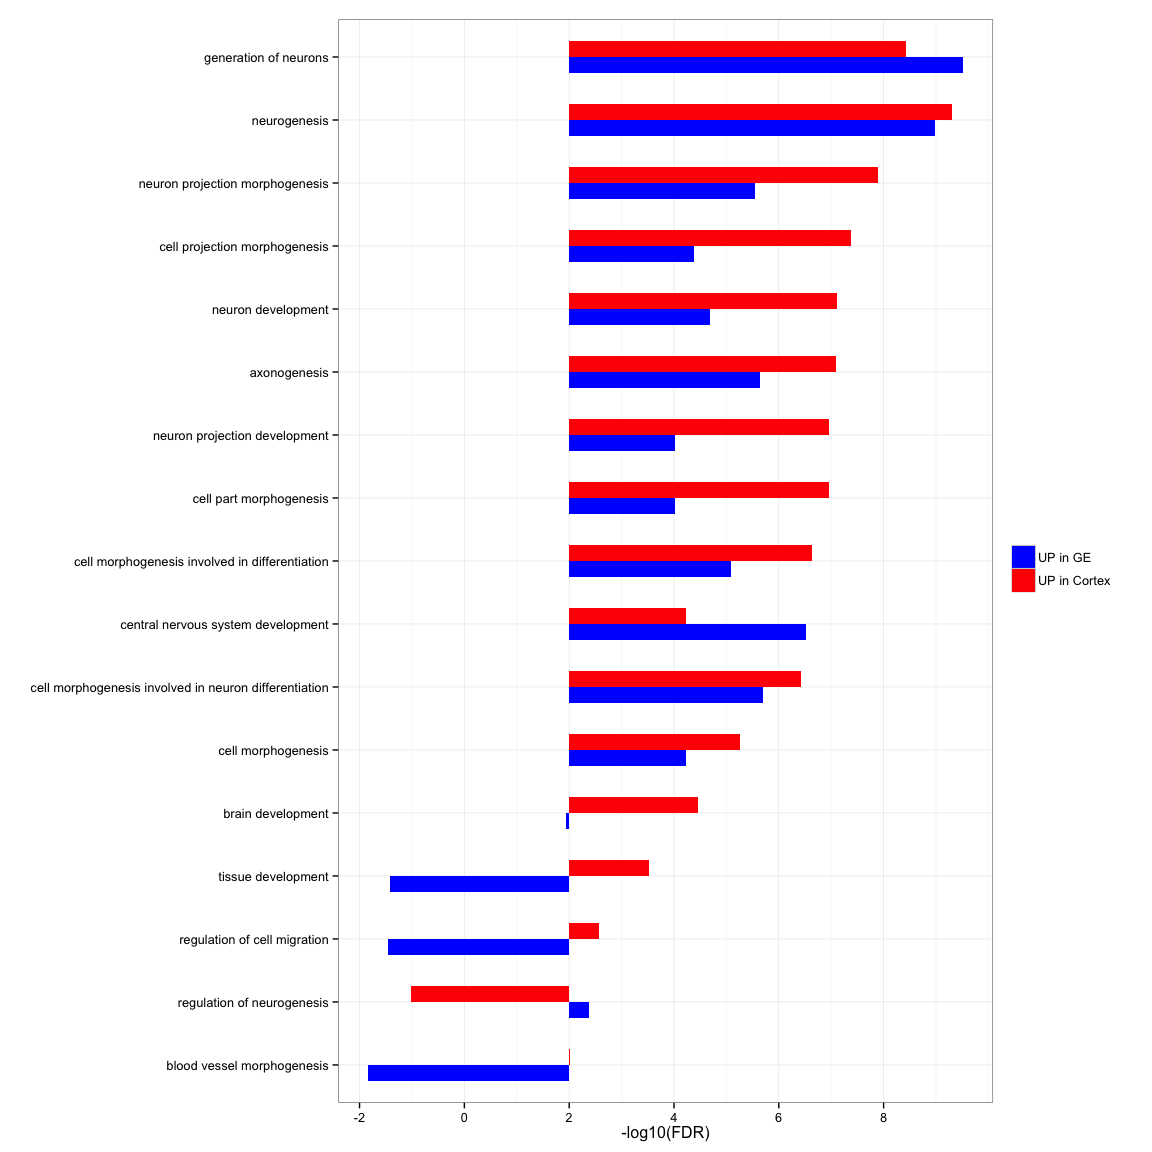 generation of neurons
neurogenesis
neuron projection morphogenesis
cell projection morphogenesis
neuron development
axonogenesis
neuron projection development
cell part morphogenesis
cell morphogenesis involved in differentiation
central nervous system development
cell morphogenesis involved in neuron differentiation
cell morphogenesis
brain development
tissue development
regulation of cell migration
regulation of neurogenesis
blood vessel morphogenesis
-2 0 2 4 6 8
-log10(FDR)
UP in GE
UP in Cortex